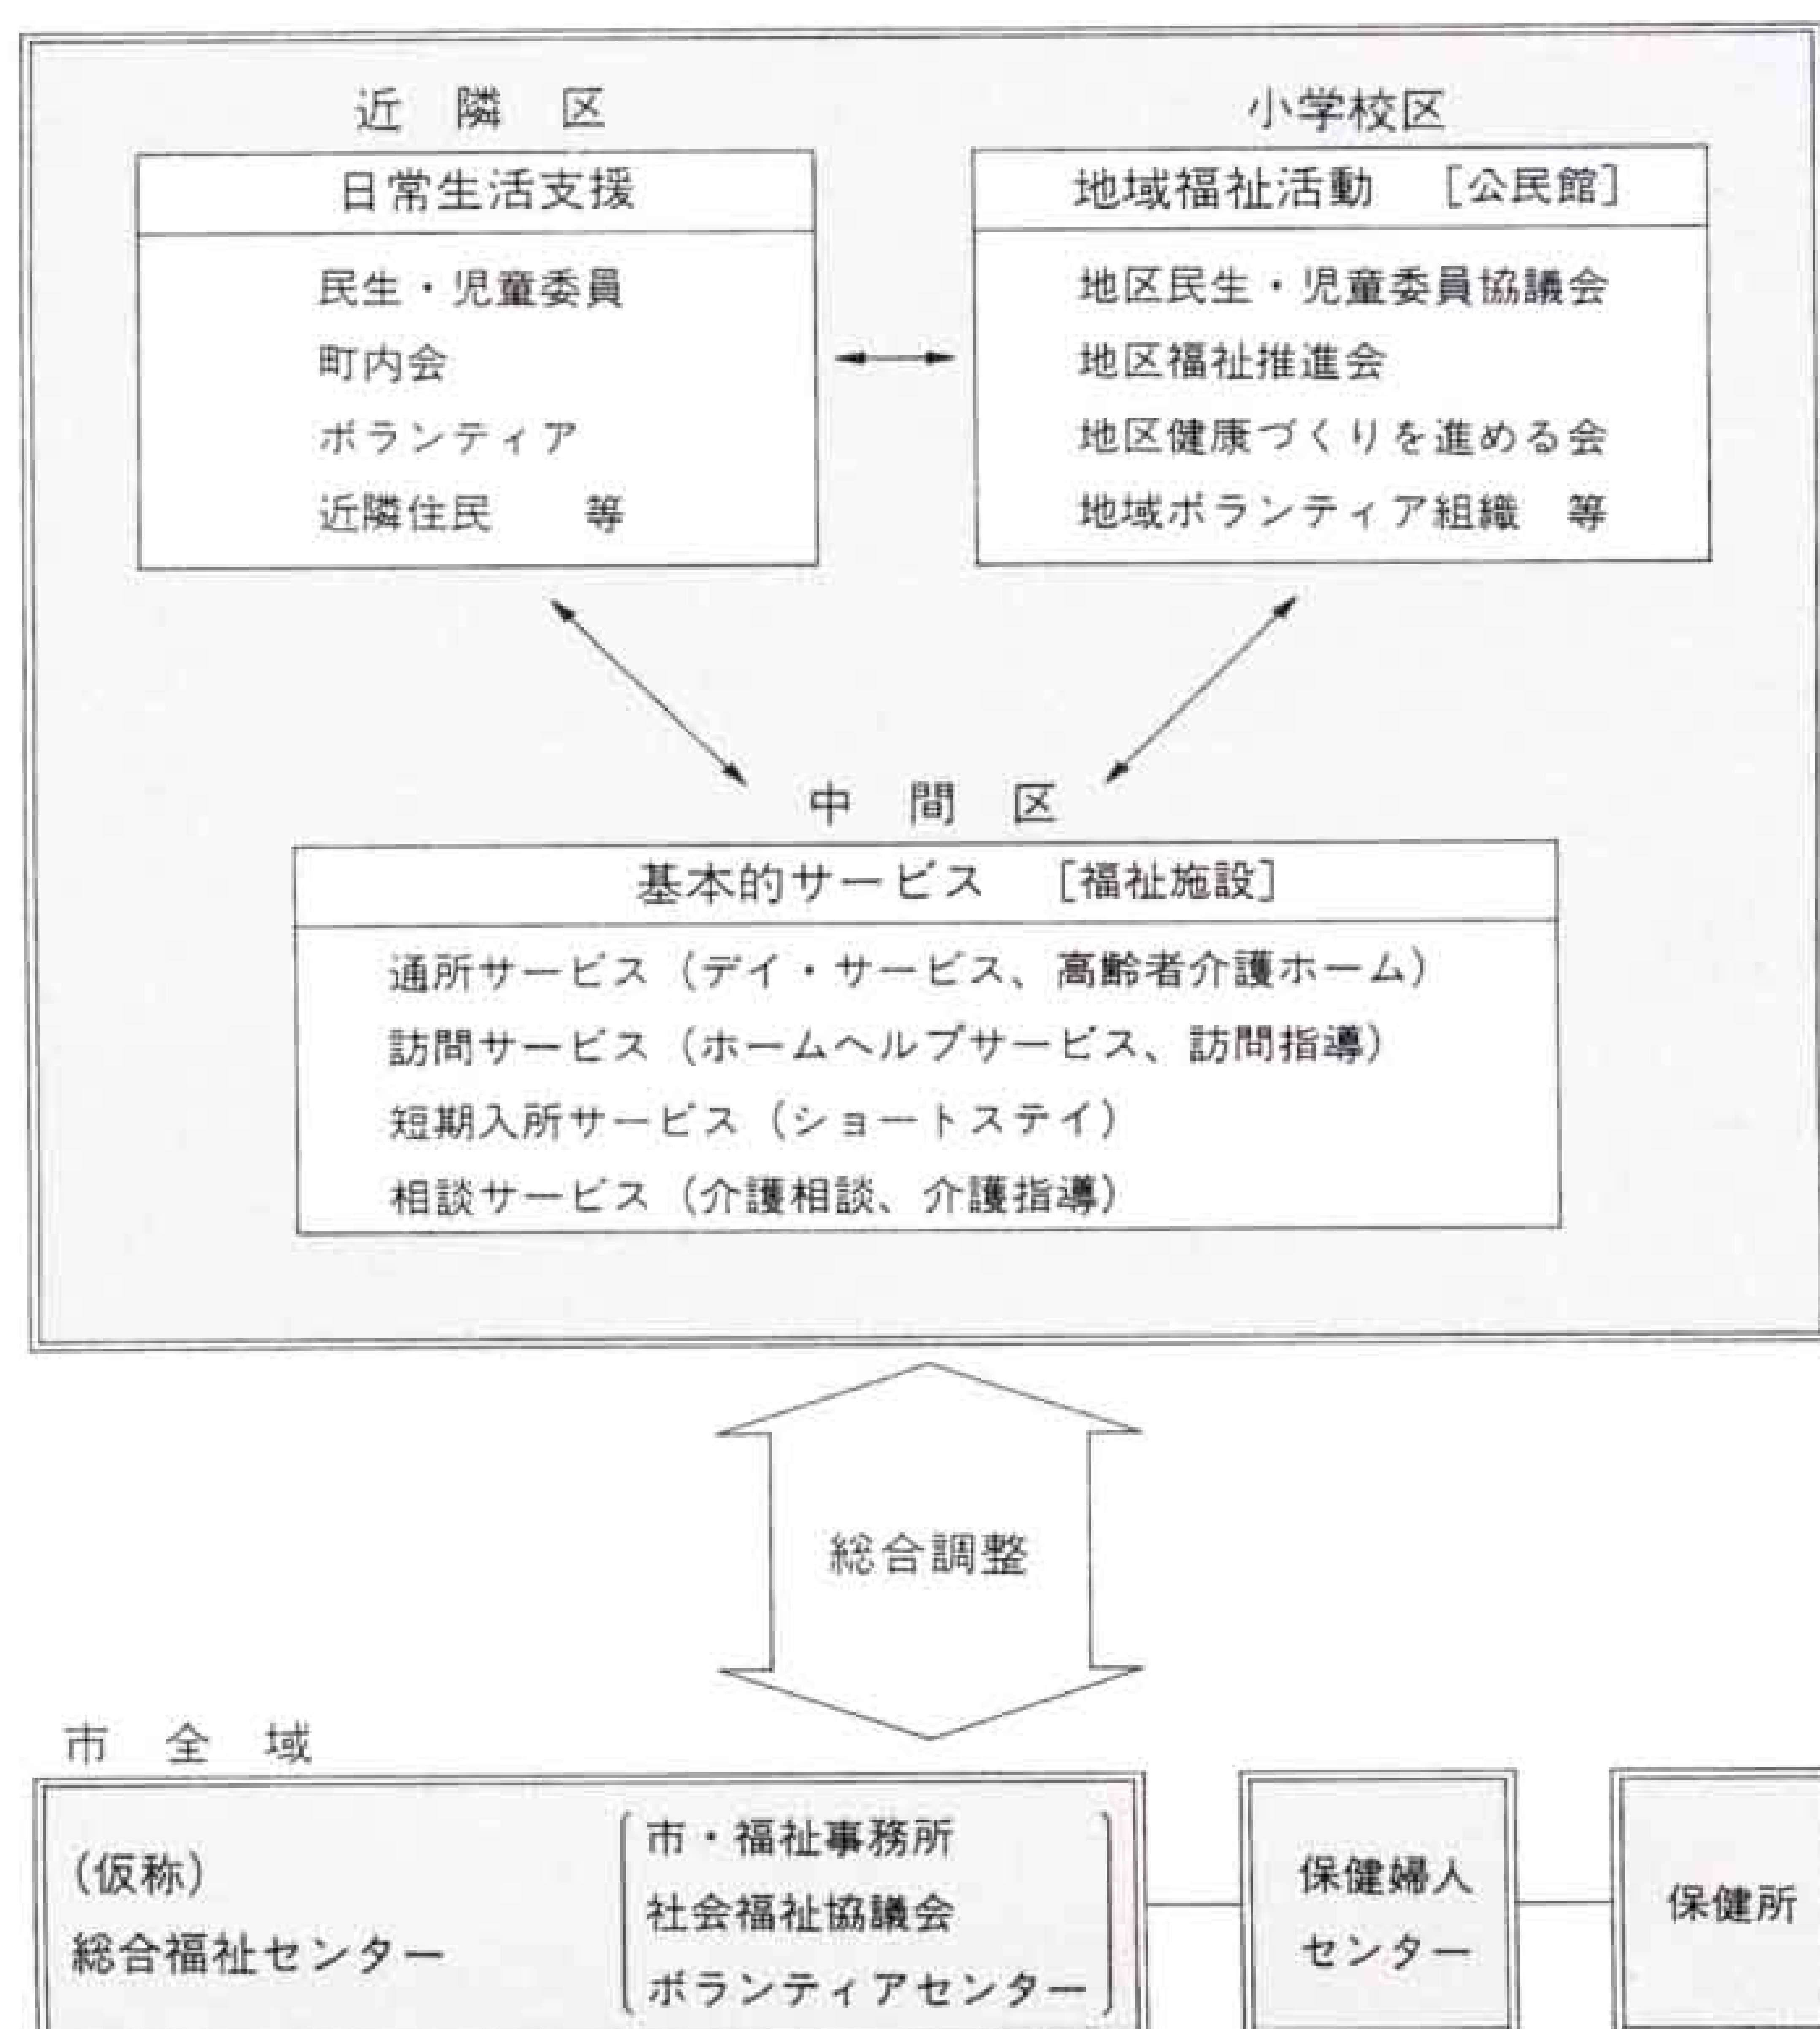 近 隣 区
日常生活支援
民生・児童委員
町内会
ボランティア
近隣住民 等
小学校区
地域福祉活動 ［公民館］
地区民生・児童委員協議会
地区福祉推進会
地区健康づくりを進める会
地域ボランティア組織 等
中 間 区
基本的サービス ［福祉施設］
通所サービス（デイ・サービス、高齢者介護ホーム）
訪問サービス（ホームヘルプサービス、訪問指導）
短期入所サービス（ショートステイ）
相談サービス（介護相談、介護指導）
総合調整
市 全 域
（仮称）
総合福祉センター
市・福祉事務所
社会福祉協議会
ボランティアセンター
保健婦人
センター
保健所